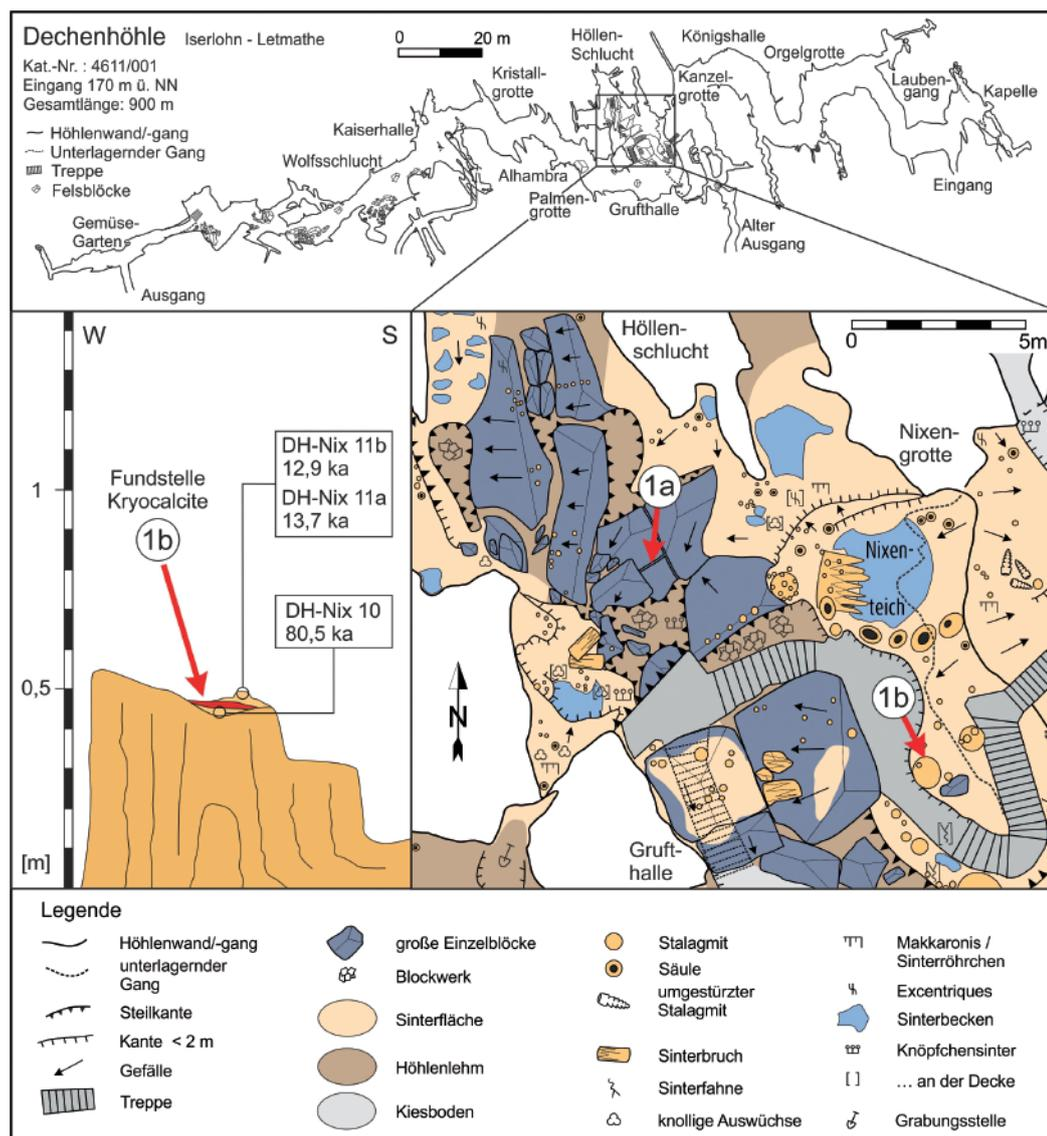 Dechenhöhle Iserlohn - Letmathe
Kat.-Nr. : 4611/001
Eingang 170 m ü. NN
Gesamtlänge: 900 m
Höhlenwand/-gang
Unterlagernder Gang
Treppe
Felsblöcke
0 20 m
Gemüse-
Garten
Ausgang
Wolfsschlucht
Kaiserhalle
Kristall-
grotte
Alhambra
Palmen-
grotte
Höllen-
Schlucht
Grufthalle
Königshalle
Kanzel-
grotte
Orgelgrotte
Alter
Ausgang
Lauben-
gang
Kapelle
Eingang
W S
1
0,5
[m]
Fundstelle
Kryocalcite
1b
DH-Nix 11b
12,9 ka
DH-Nix 11a
13,7 ka
DH-Nix 10
80,5 ka
Höllen-
schlucht
0 5m
Nixen-
grotte
1a
Nixen-
teich
1b
N
Gruft-
halle
Legende
Höhlenwand/-gang
unterlagernder
Gang
Steilkante
Kante < 2 m
Gefälle
Treppe
große Einzelblöcke
Blockwerk
Sinterfläche
Höhlenlehm
Kiesboden
Stalagmit
Säule
umgestürzter
Stalagmit
Sinterbruch
Sinterfahne
knollige Auswüchse
Makkaronis /
Sinterröhrchen
Excentriques
Sinterbecken
Knöpfchensinter
[ ] ... an der Decke
Grabungsstelle